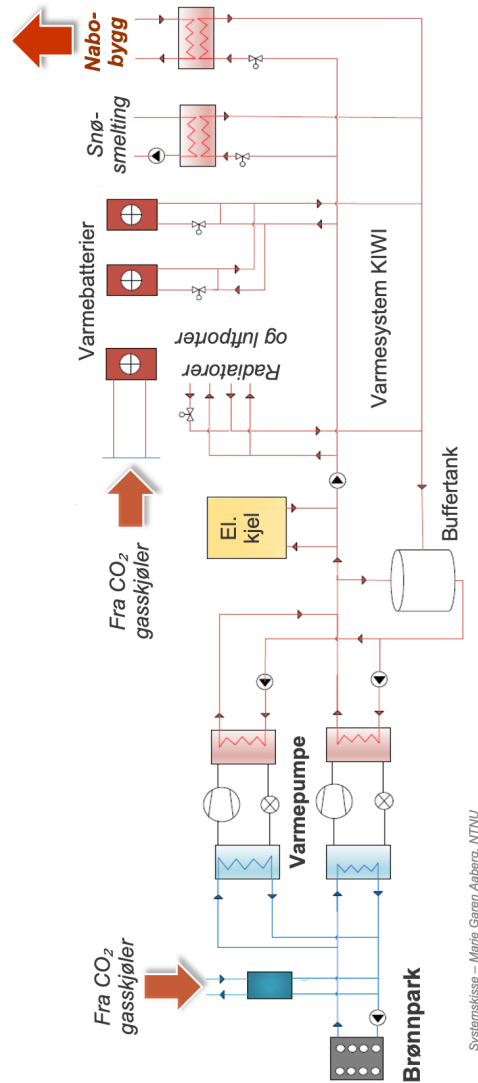 Nabo-
bygg
Snø-
smelting
Varmebatterier
Radiatorer
og luftporter
Fra CO₂
gasskjøler
El.
kjel
Varmesystem KIWI
Buffertank
Varmepumpe
Fra CO₂
gasskjøler
Brønnpark
Systemskisse – Marie Garen Aaberg, NTNU